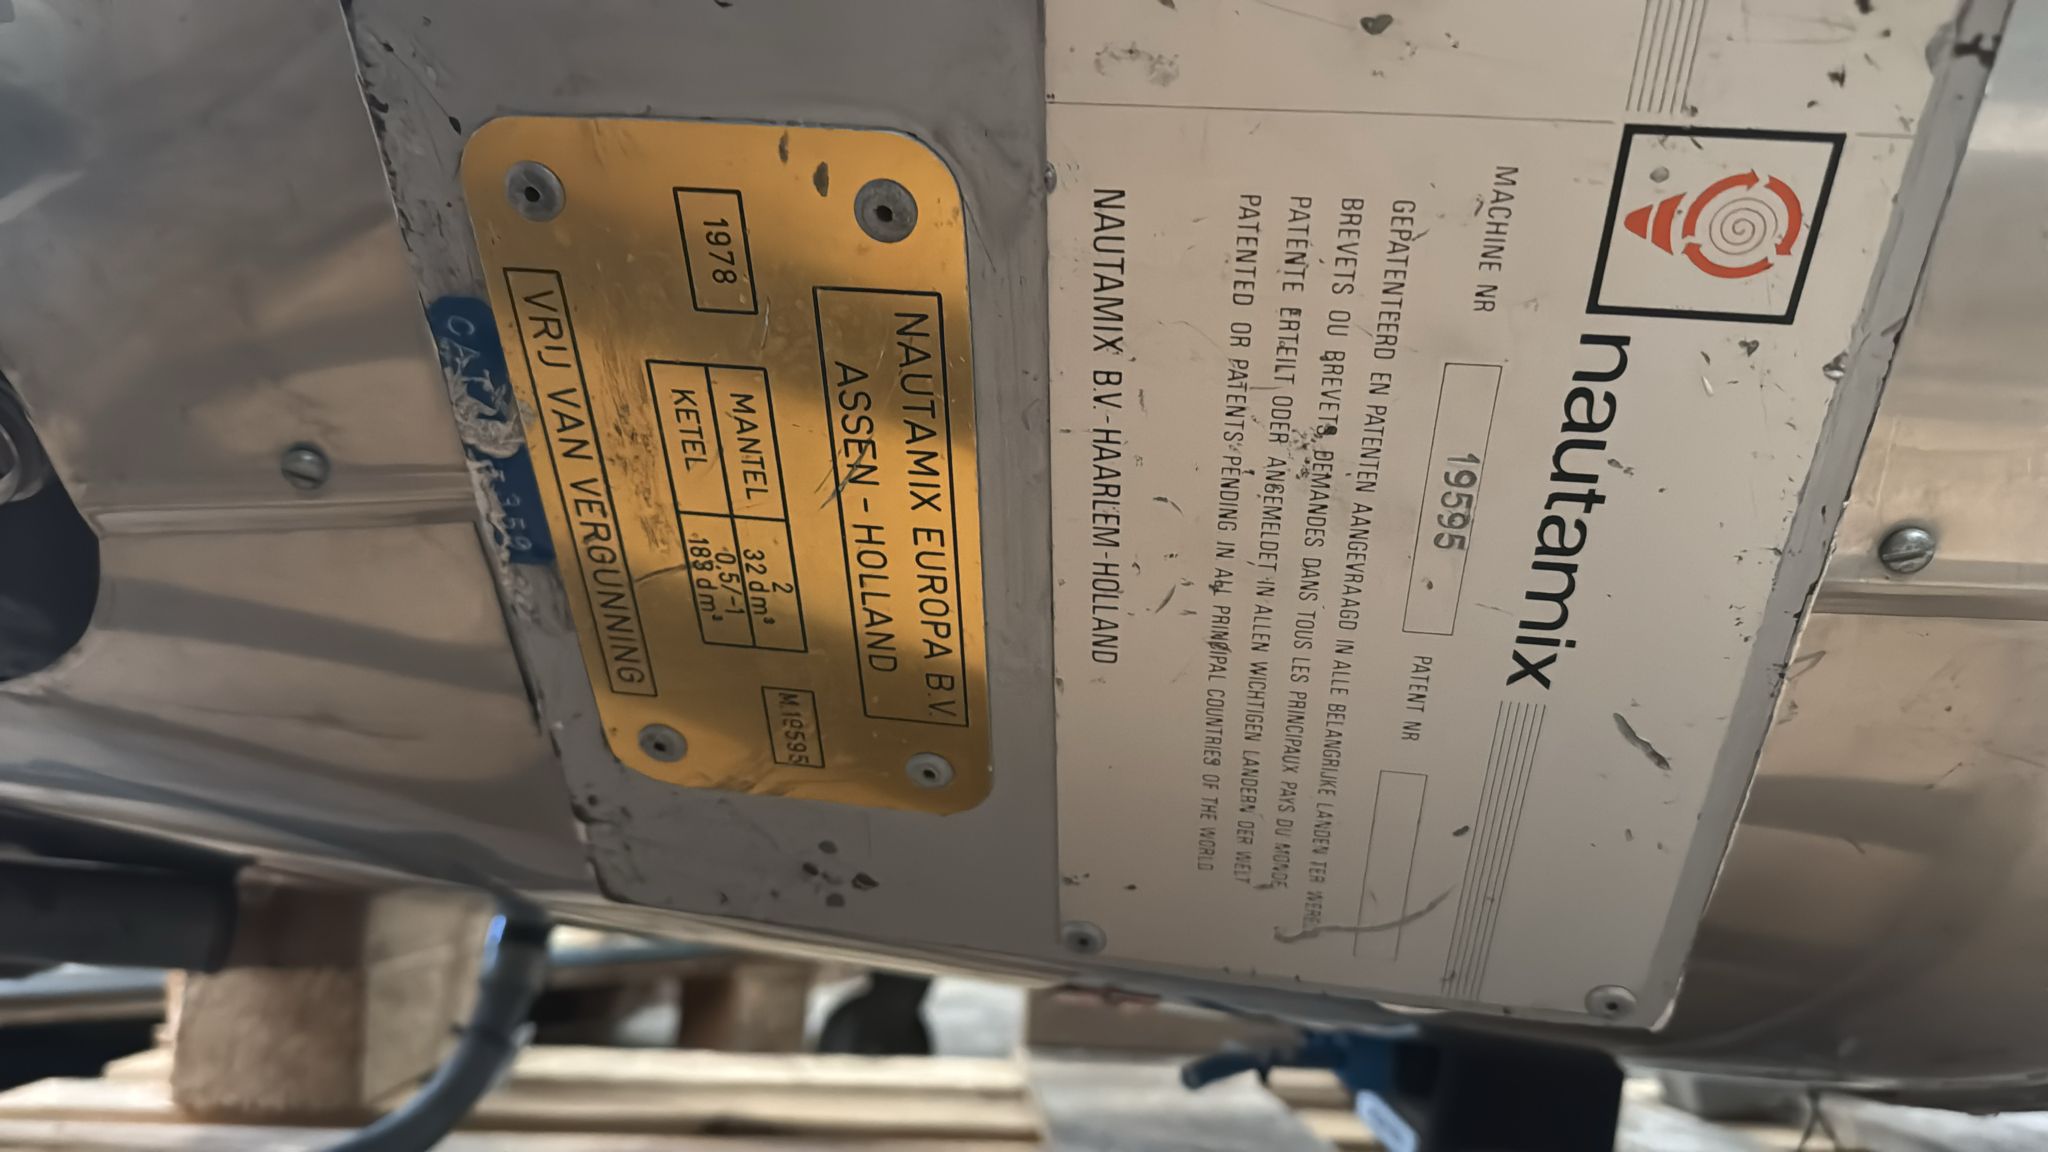 nautamix
MACHINE NR 19595 PATENT NR
GEPATENTEERD EN PATENTEN AANGEVRAAGD IN ALLE BELANGRIJKE LANDEN TER WERELD
BREVETS OU BREVETS DEMANDES DANS TOUS LES PRINCIPAUX PAYS DU MONDE
PATENTE ERTEILT ODER ANGEMELDET IN ALLEN WICHTIGEN LANDERN DER WELT
PATENTED OR PATENTS PENDING IN ALL PRINCIPAL COUNTRIES OF THE WORLD
NAUTAMIX B.V.-HAARLEM-HOLLAND
NAUTAMIX EUROPA B.V.
ASSEN-HOLLAND
M.19595
2
MANTEL 32 dm³
0,5/-1
KETEL 183 dm³
1978
VRIJ VAN VERGUNNING